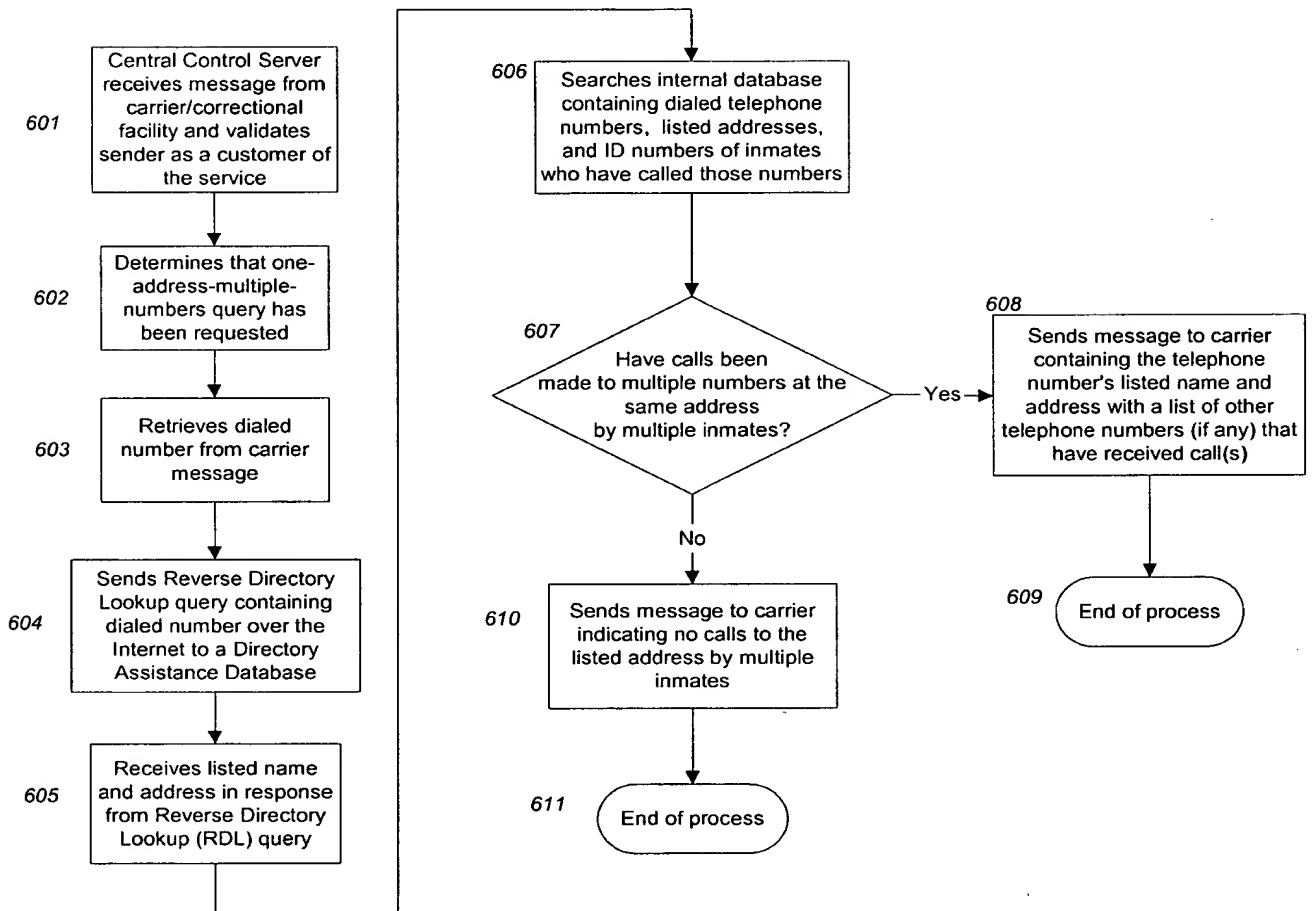 601
Central Control Server
receives message from
carrier/correctional
facility and validates
sender as a customer of
the service
602
Determines that one-
address-multiple-
numbers query has
been requested
603
Retrieves dialed
number from carrier
message
604
Sends Reverse Directory
Lookup query containing
dialed number over the
Internet to a Directory
Assistance Database
605
Receives listed name
and address in response
from Reverse Directory
Lookup (RDL) query
606
Searches internal database
containing dialed telephone
numbers, listed addresses,
and ID numbers of inmates
who have called those numbers
607
Have calls been
made to multiple numbers at the
same address
by multiple inmates?
Yes
608
Sends message to carrier
containing the telephone
number's listed name and
address with a list of other
telephone numbers (if any) that
have received call(s)
609
End of process
No
610
Sends message to carrier
indicating no calls to the
listed address by multiple
inmates
611
End of process